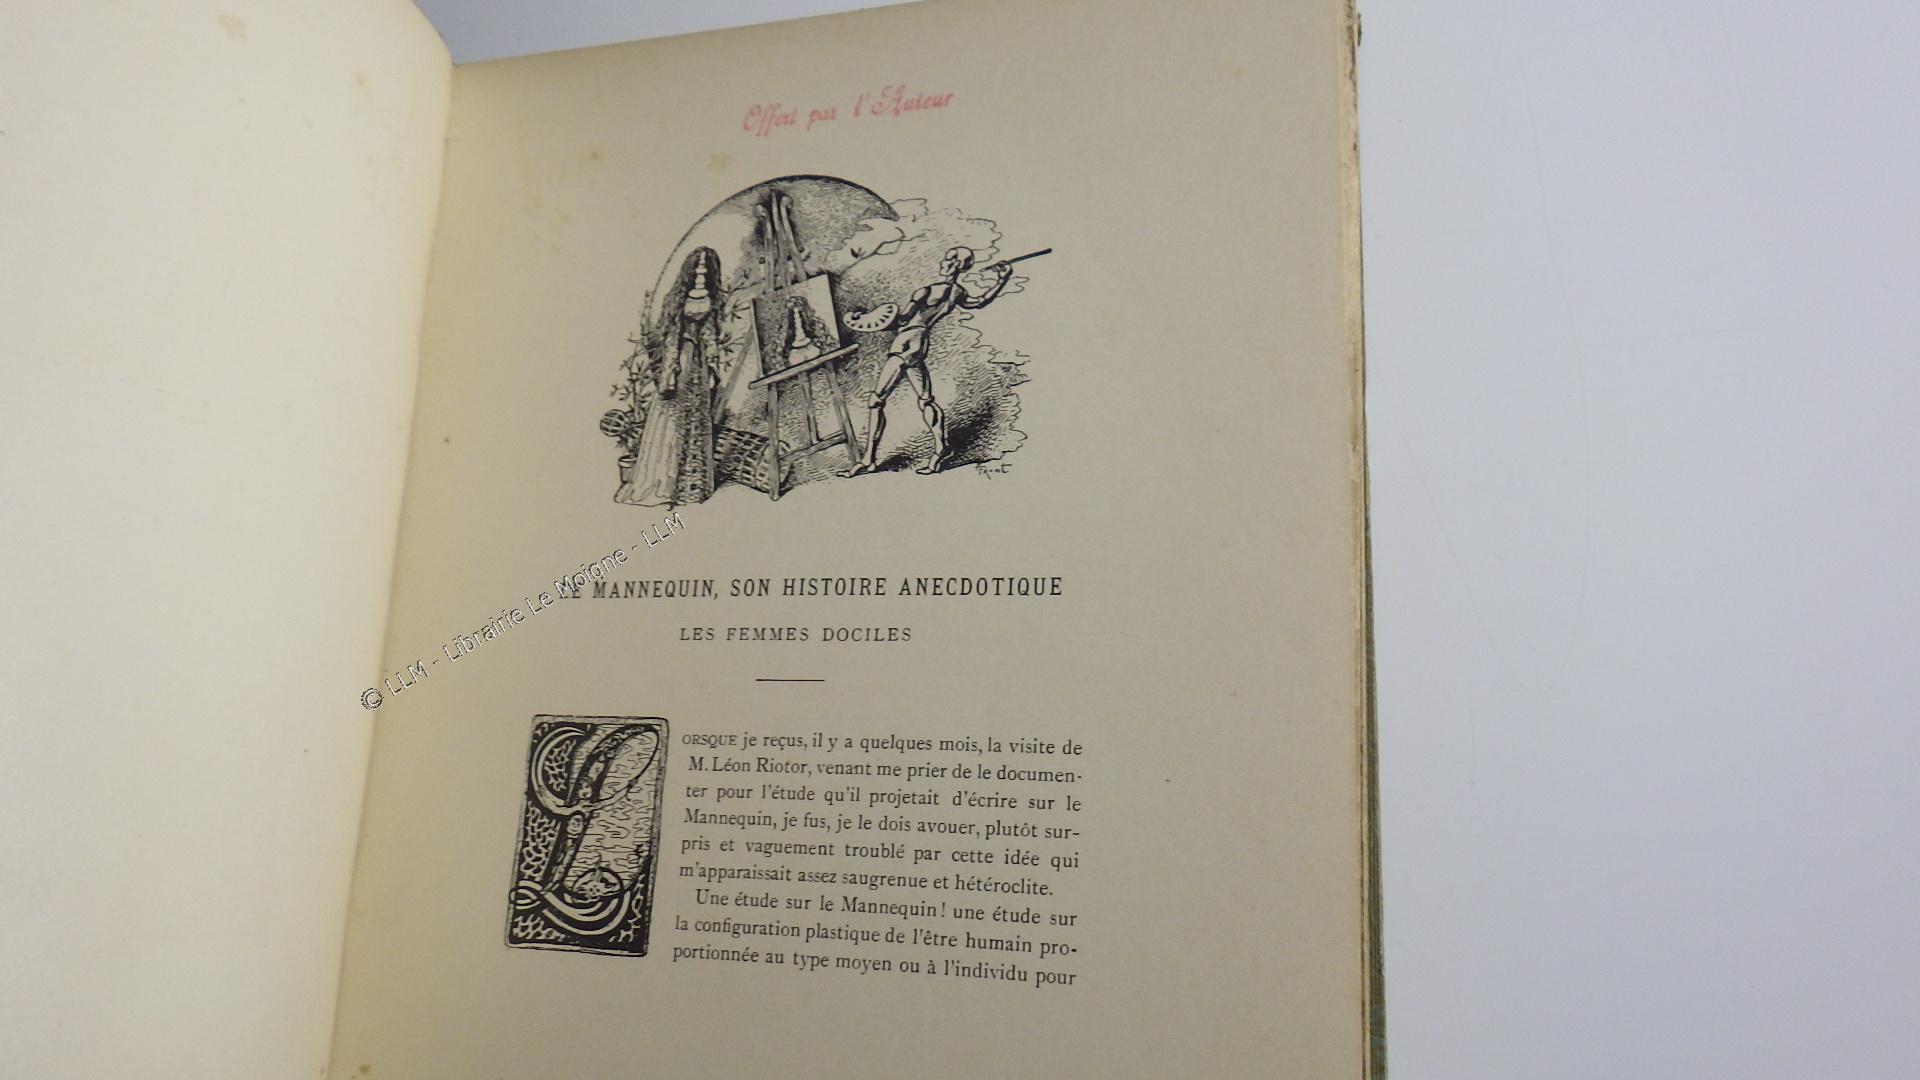 Offert par l'Auteur
Front
LE MANNEQUIN, SON HISTOIRE ANECDOTIQUE
LES FEMMES DOCILES
LORSQUE je reçus, il y a quelques mois, la visite de
M. Léon Riotor, venant me prier de le documen-
ter pour l'étude qu'il projetait d'écrire sur le
Mannequin, je fus, je le dois avouer, plutôt sur-
pris et vaguement troublé par cette idée qui
m'apparaissait assez saugrenue et hétéroclite.
Une étude sur le Mannequin! une étude sur
la configuration plastique de l'être humain pro-
portionnée au type moyen ou à l'individu pour
© LLM - Librairie Le Moigne - LLM